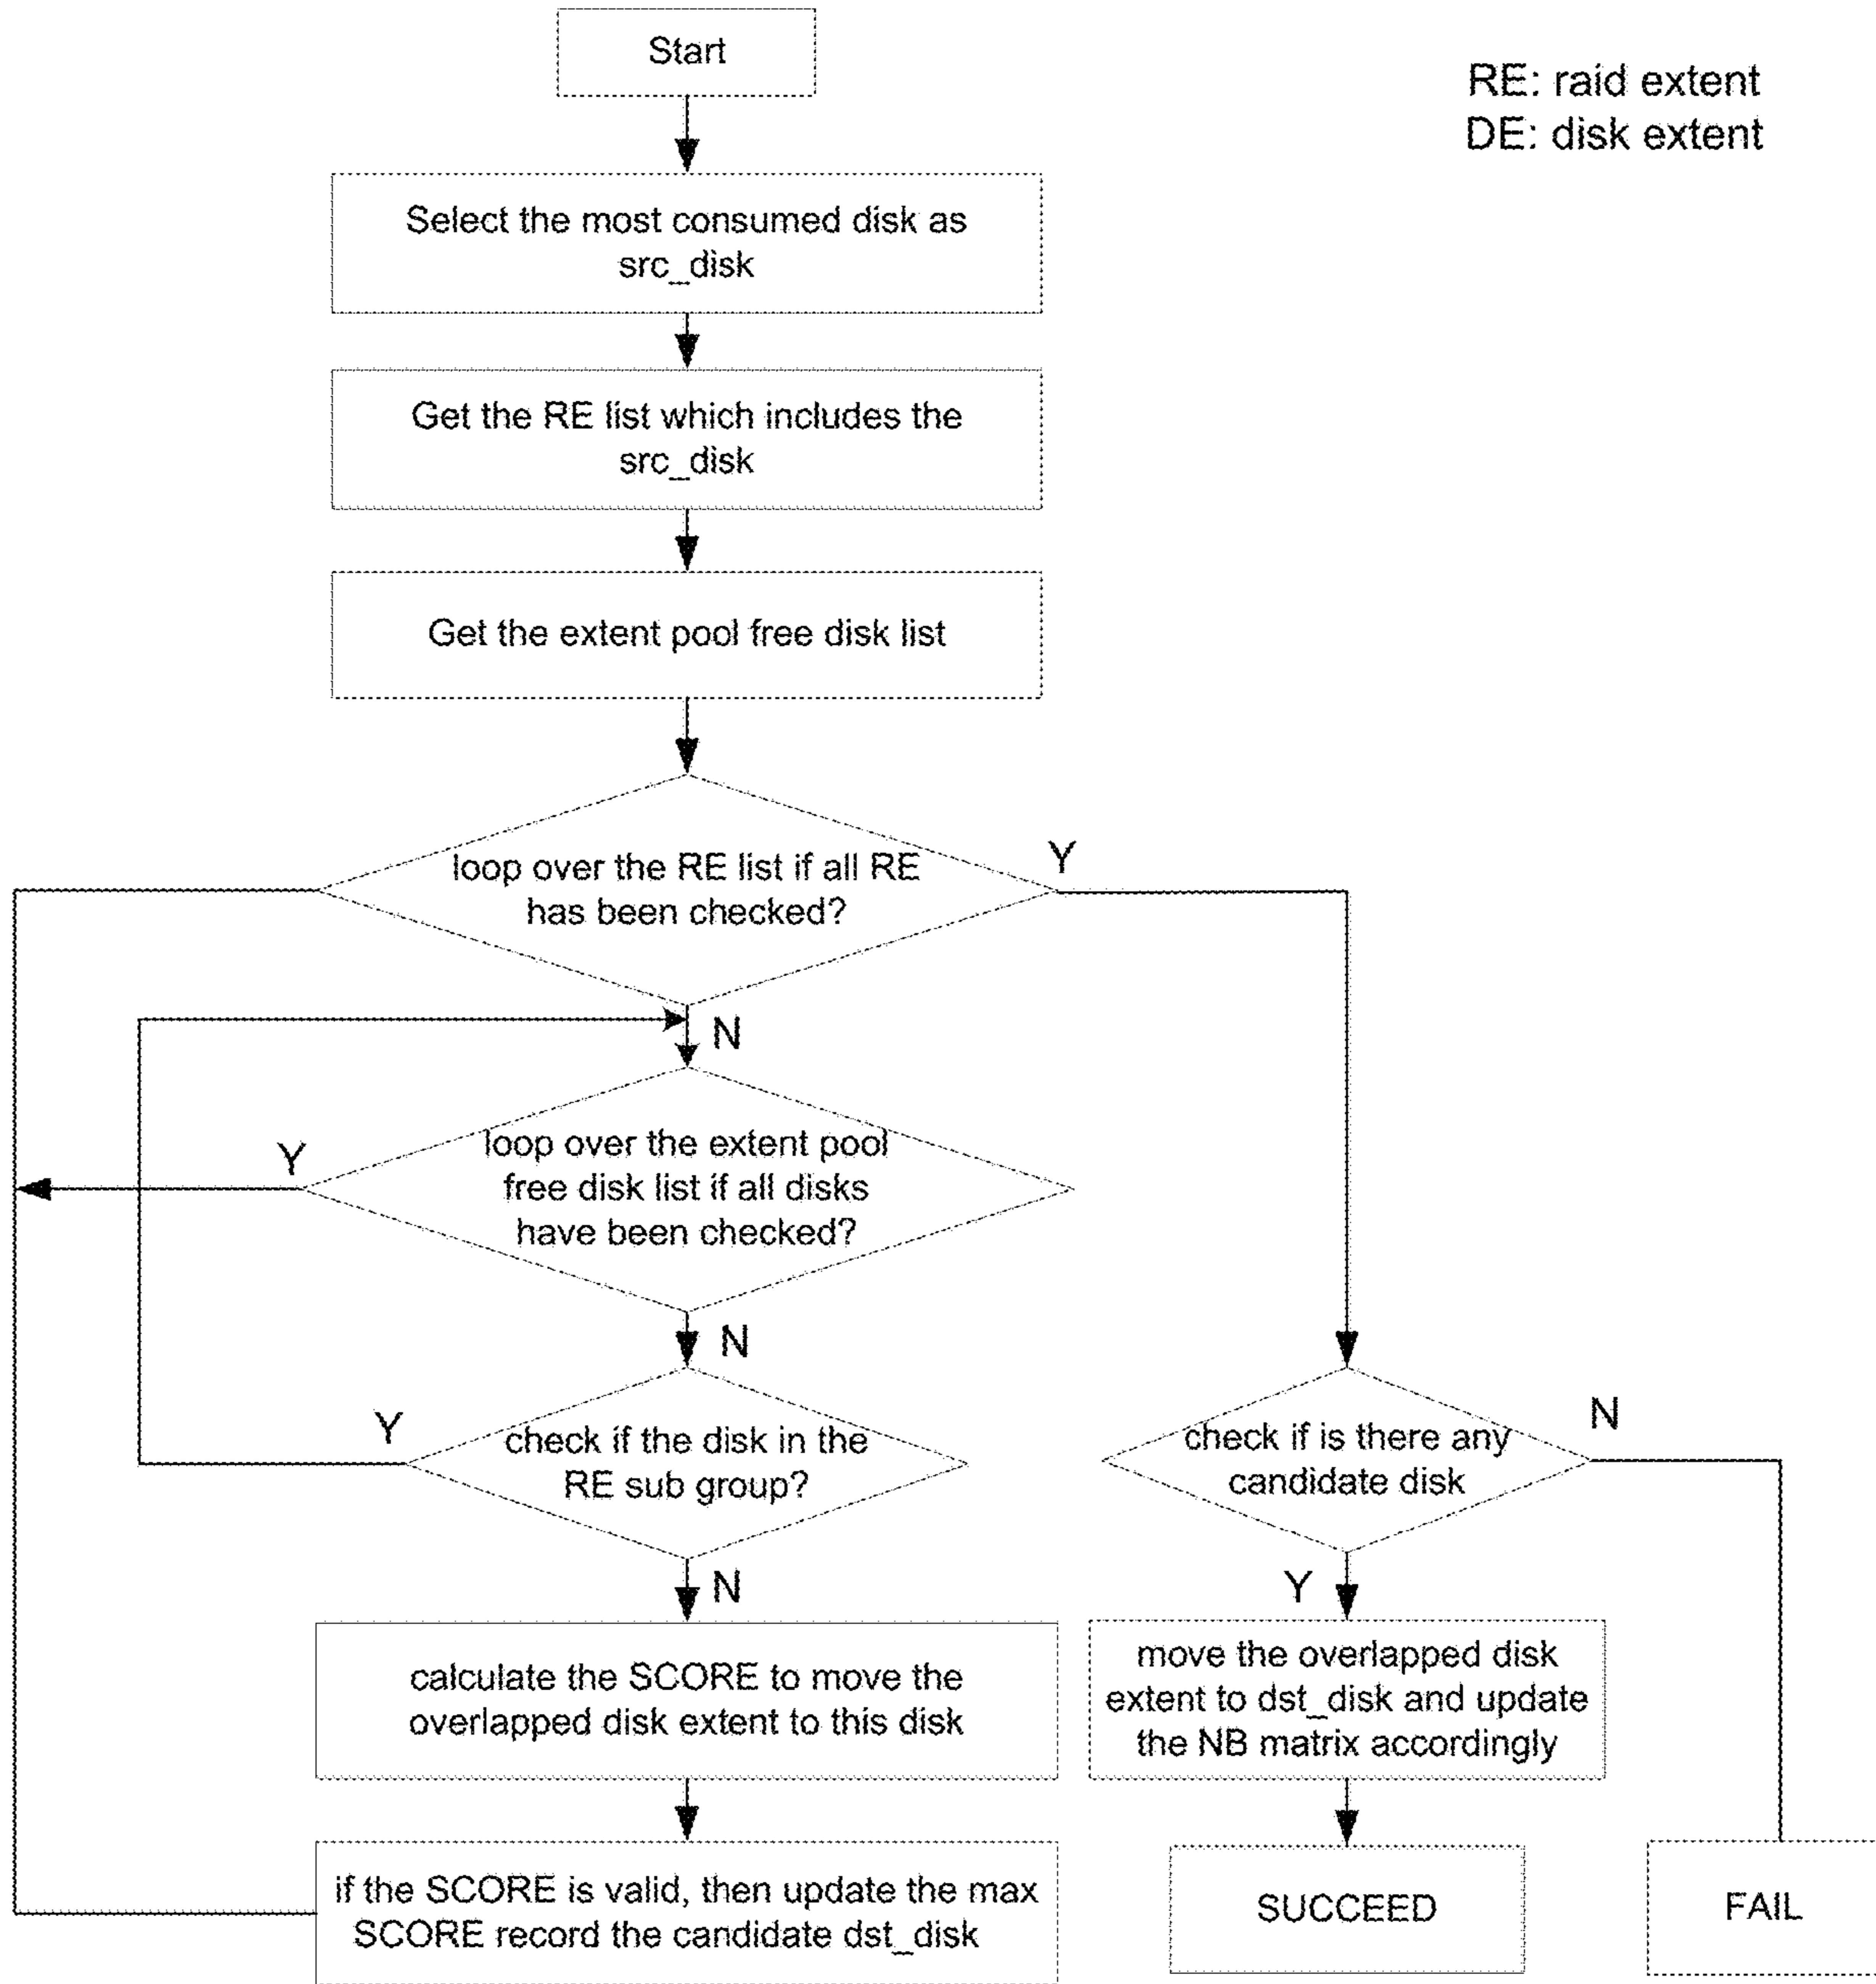 Start
RE: raid extent
DE: disk extent
Select the most consumed disk as
src_disk
Get the RE list which includes the
src_disk
Get the extent pool free disk list
loop over the RE list if all RE
has been checked?
Y
N
loop over the extent pool
free disk list if all disks
have been checked?
Y
N
check if the disk in the
RE sub group?
Y
N
check if is there any
candidate disk
N
Y
calculate the SCORE to move the
overlapped disk extent to this disk
move the overlapped disk
extent to dst_disk and update
the NB matrix accordingly
if the SCORE is valid, then update the max
SCORE record the candidate dst_disk
SUCCEED
FAIL